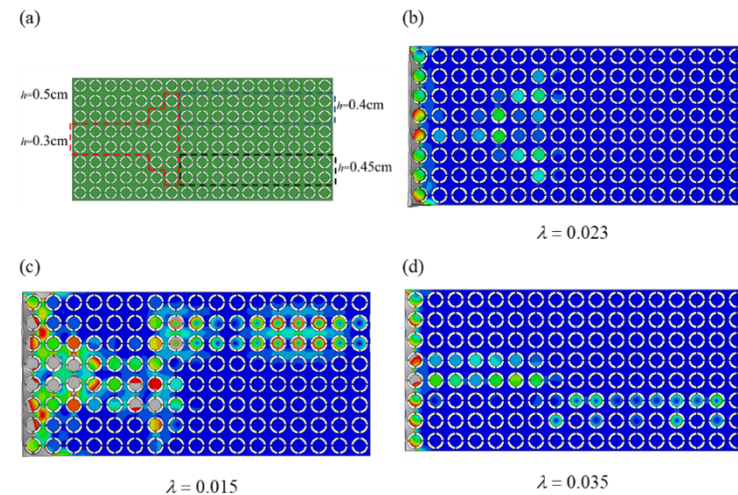 (a)
h=0.5cm
h=0.3cm
h=0.4cm
h=0.45cm
(b)
λ = 0.023
(c)
λ = 0.015
(d)
λ = 0.035